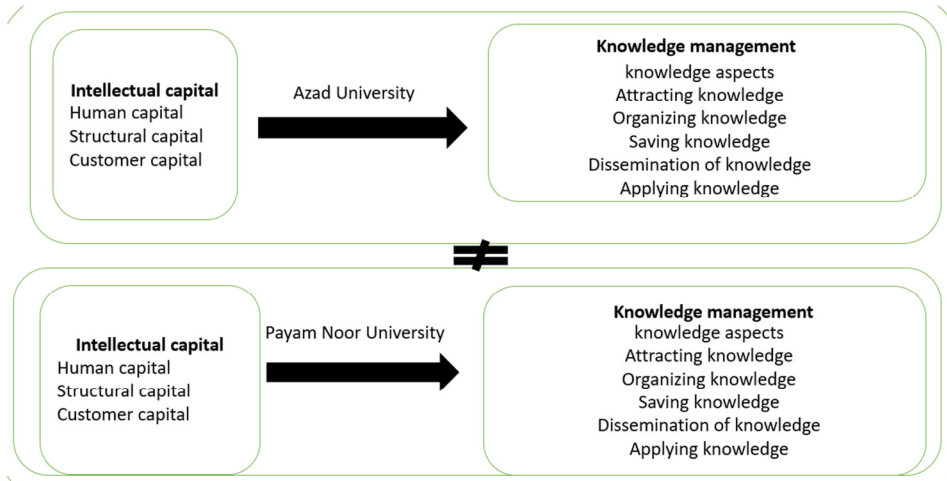 Intellectual capital
Human capital
Structural capital
Customer capital
Azad University
Knowledge management
knowledge aspects
Attracting knowledge
Organizing knowledge
Saving knowledge
Dissemination of knowledge
Applying knowledge
≠
Intellectual capital
Human capital
Structural capital
Customer capital
Payam Noor University
Knowledge management
knowledge aspects
Attracting knowledge
Organizing knowledge
Saving knowledge
Dissemination of knowledge
Applying knowledge